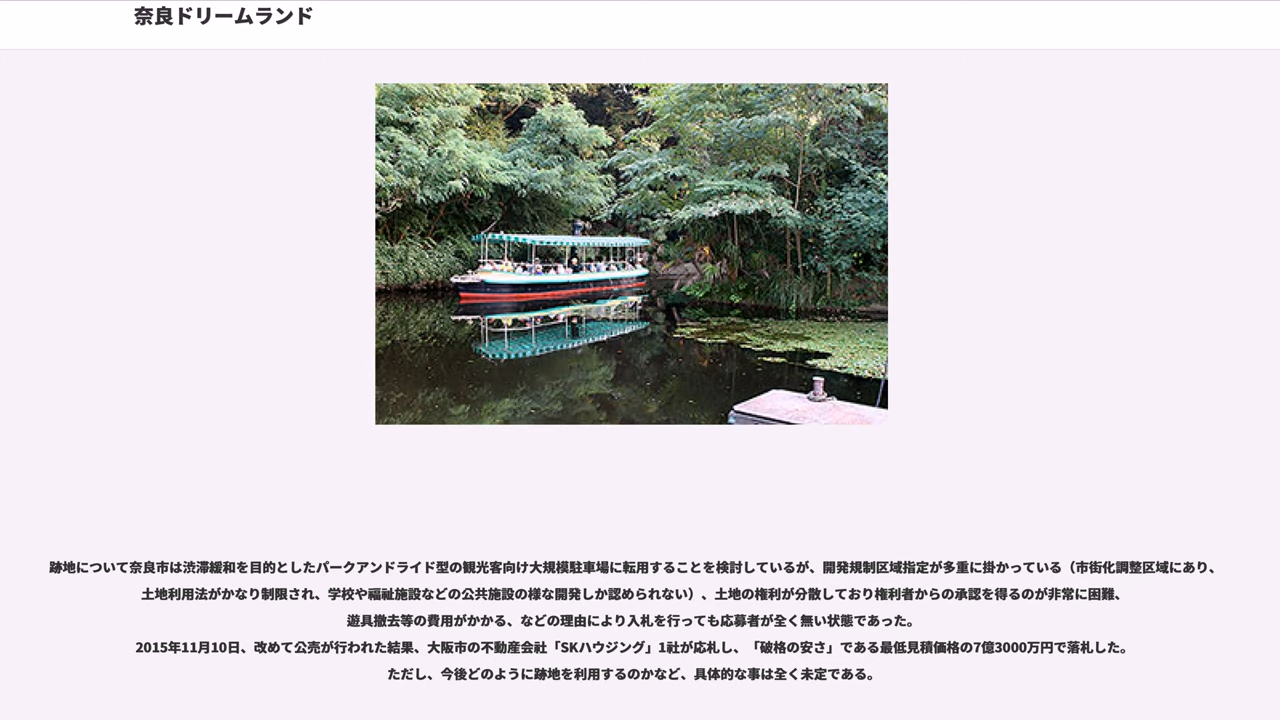 奈良ドリームランド
跡地について奈良市は渋滞緩和を目的としたパークアンドライド型の観光客向け大規模駐車場に転用することを検討しているが、開発規制区域指定が多重に掛かっている（市街化調整区域にあり、
土地利用法がかなり制限され、学校や福祉施設などの公共施設の様な開発しか認められない）、土地の権利が分散しており権利者からの承認を得るのが非常に困難、
遊具撤去等の費用がかかる、などの理由により入札を行っても応募者が全く無い状態であった。
2015年11月10日、改めて公売が行われた結果、大阪市の不動産会社「SKハウジング」1社が応札し、「破格の安さ」である最低見積価格の7億3000万円で落札した。
ただし、今後どのように跡地を利用するのかなど、具体的な事は全く未定である。